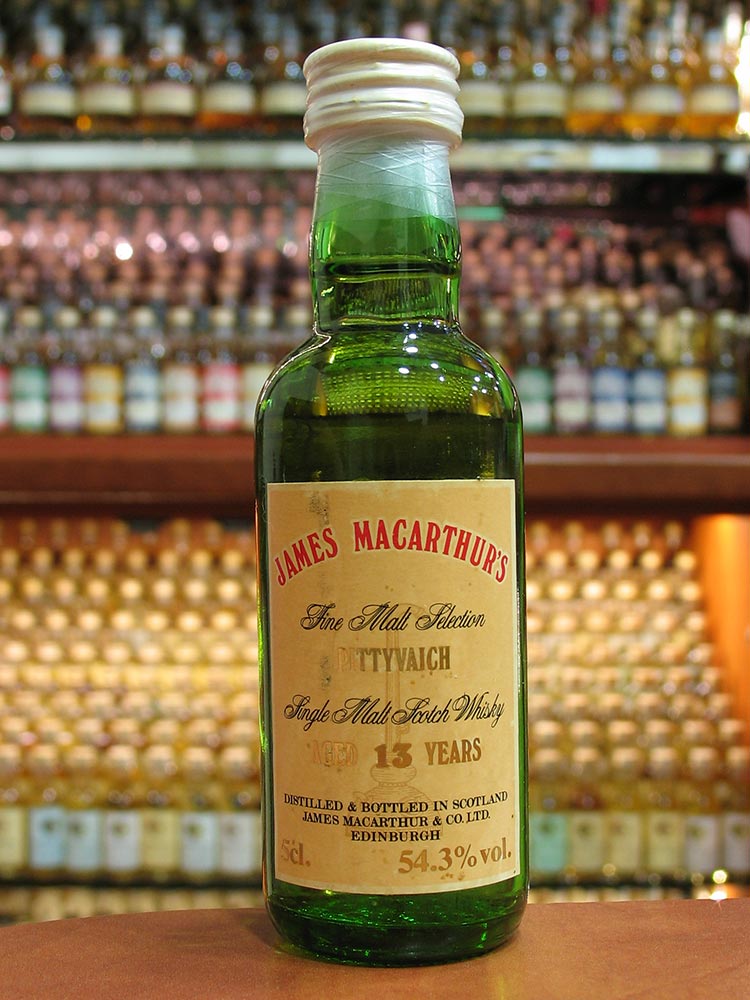 JAMES MACARTHUR'S
Fine Malt Selection
PITTYVAICH
Single Malt Scotch Whisky
AGED 13 YEARS
DISTILLED & BOTTLED IN SCOTLAND
JAMES MACARTHUR & CO. LTD.
EDINBURGH
5cl. 54.3% vol.